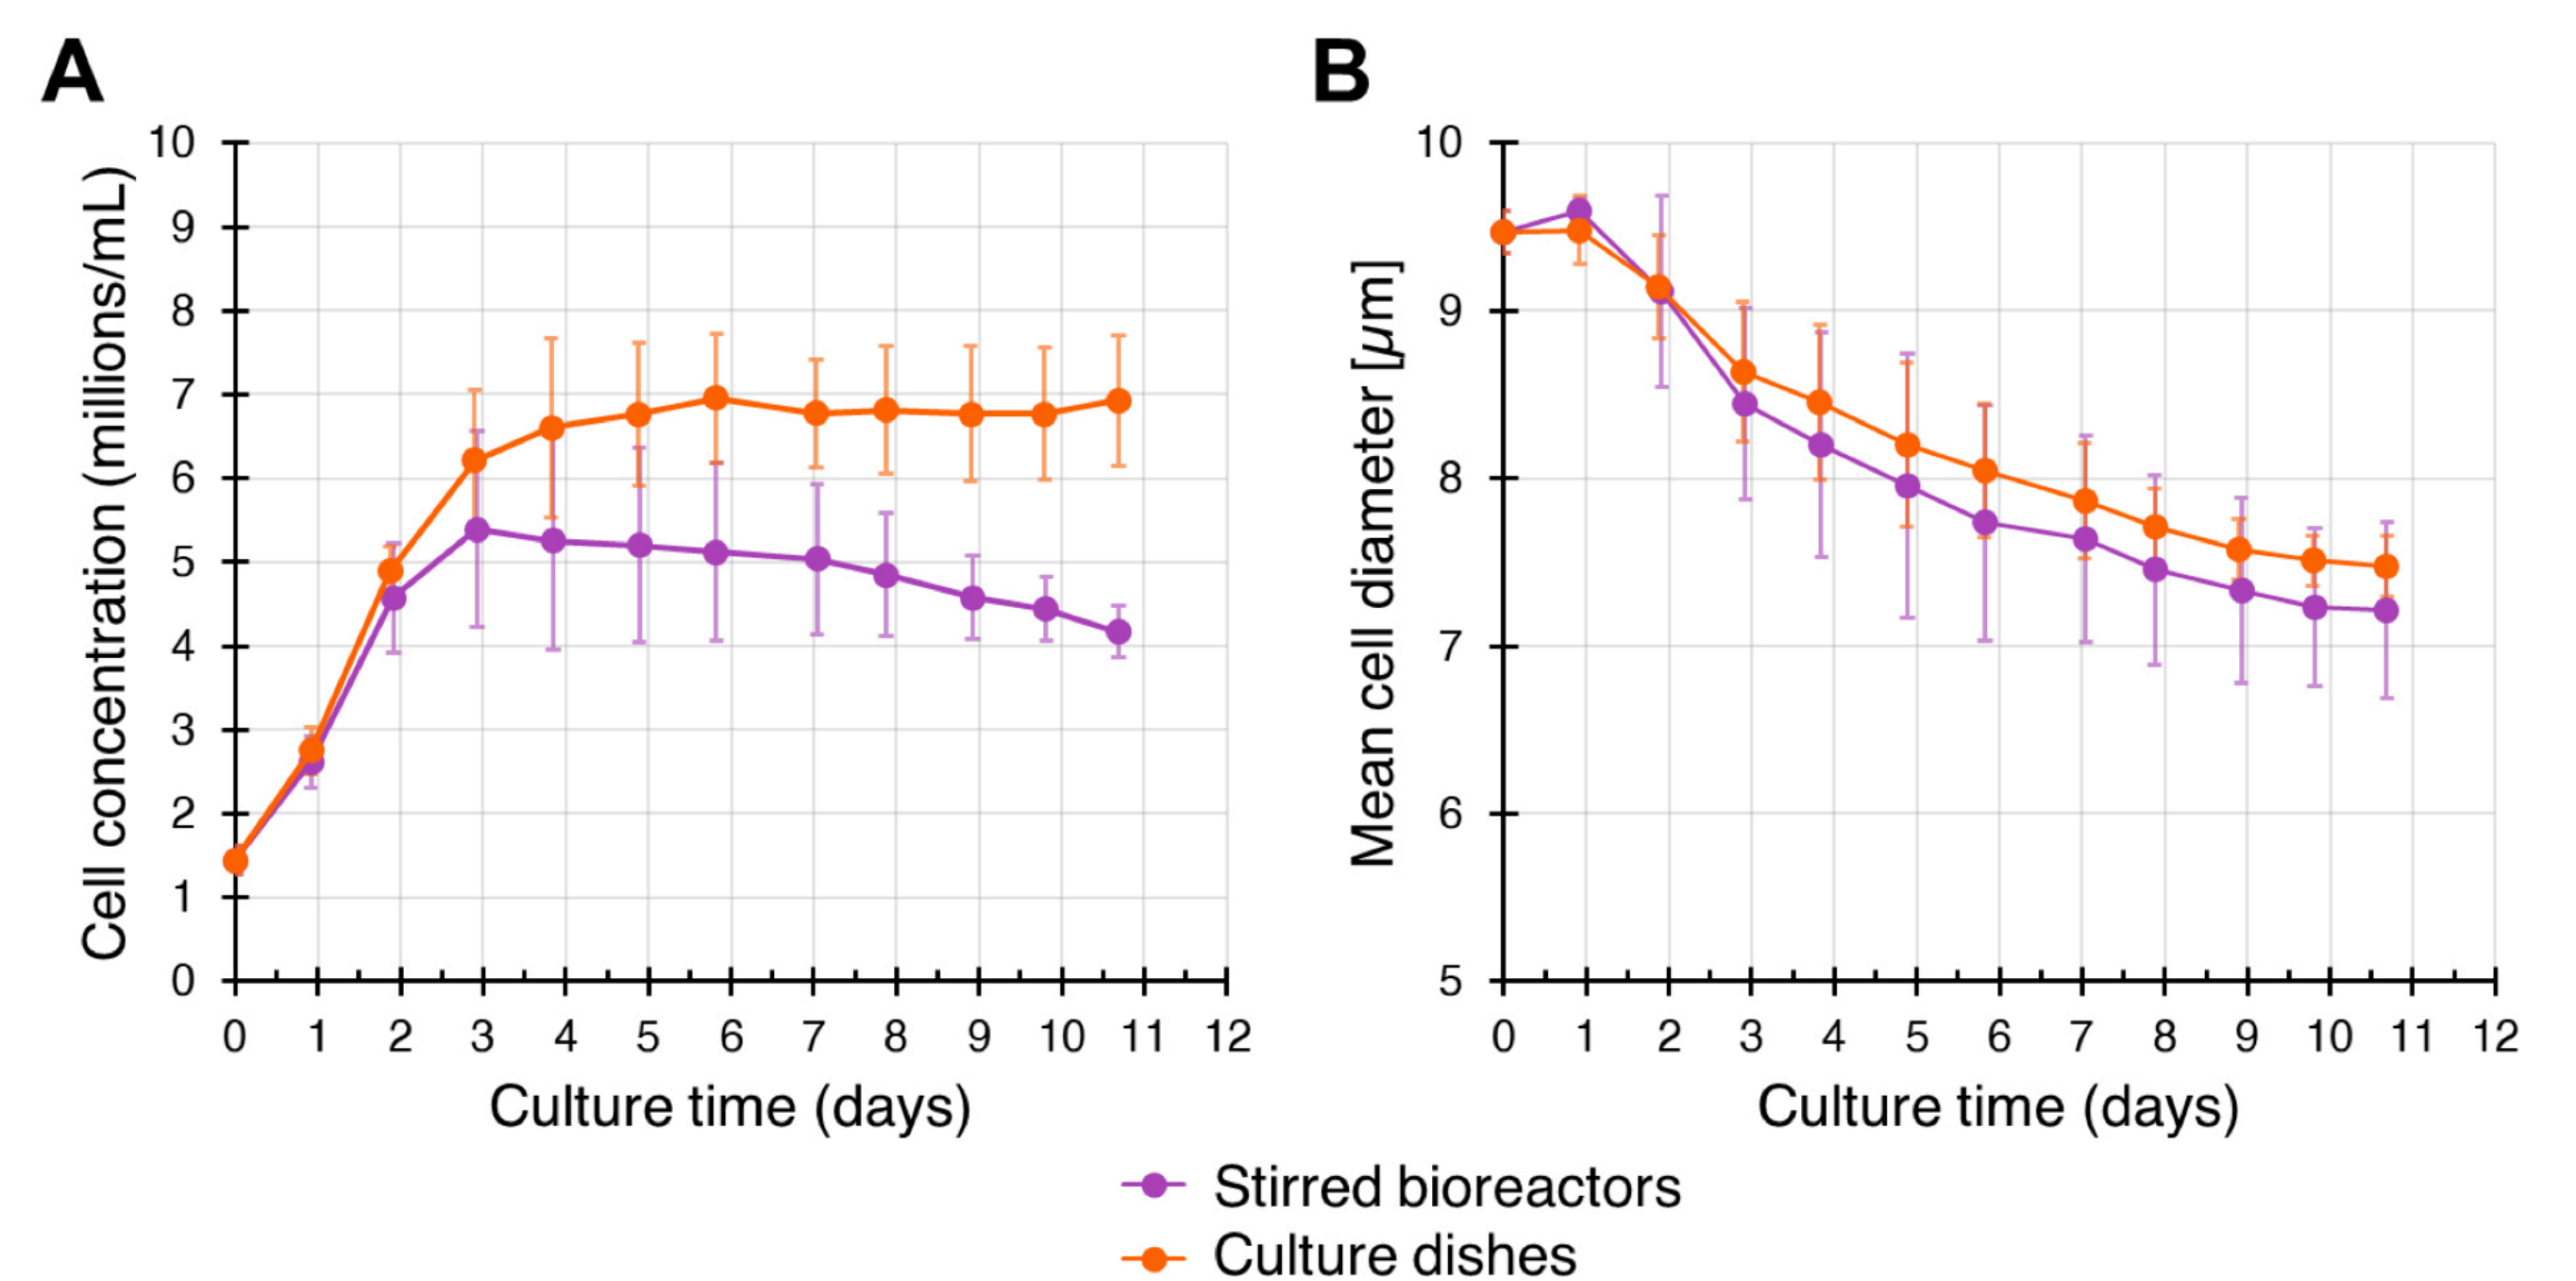 A
B
Cell concentration (millions/mL)
10
9
8
7
6
5
4
3
2
1
0
0 1 2 3 4 5 6 7 8 9 10 11 12
Culture time (days)
Mean cell diameter [μm]
10
9
8
7
6
5
0 1 2 3 4 5 6 7 8 9 10 11 12
Culture time (days)
Stirred bioreactors
Culture dishes